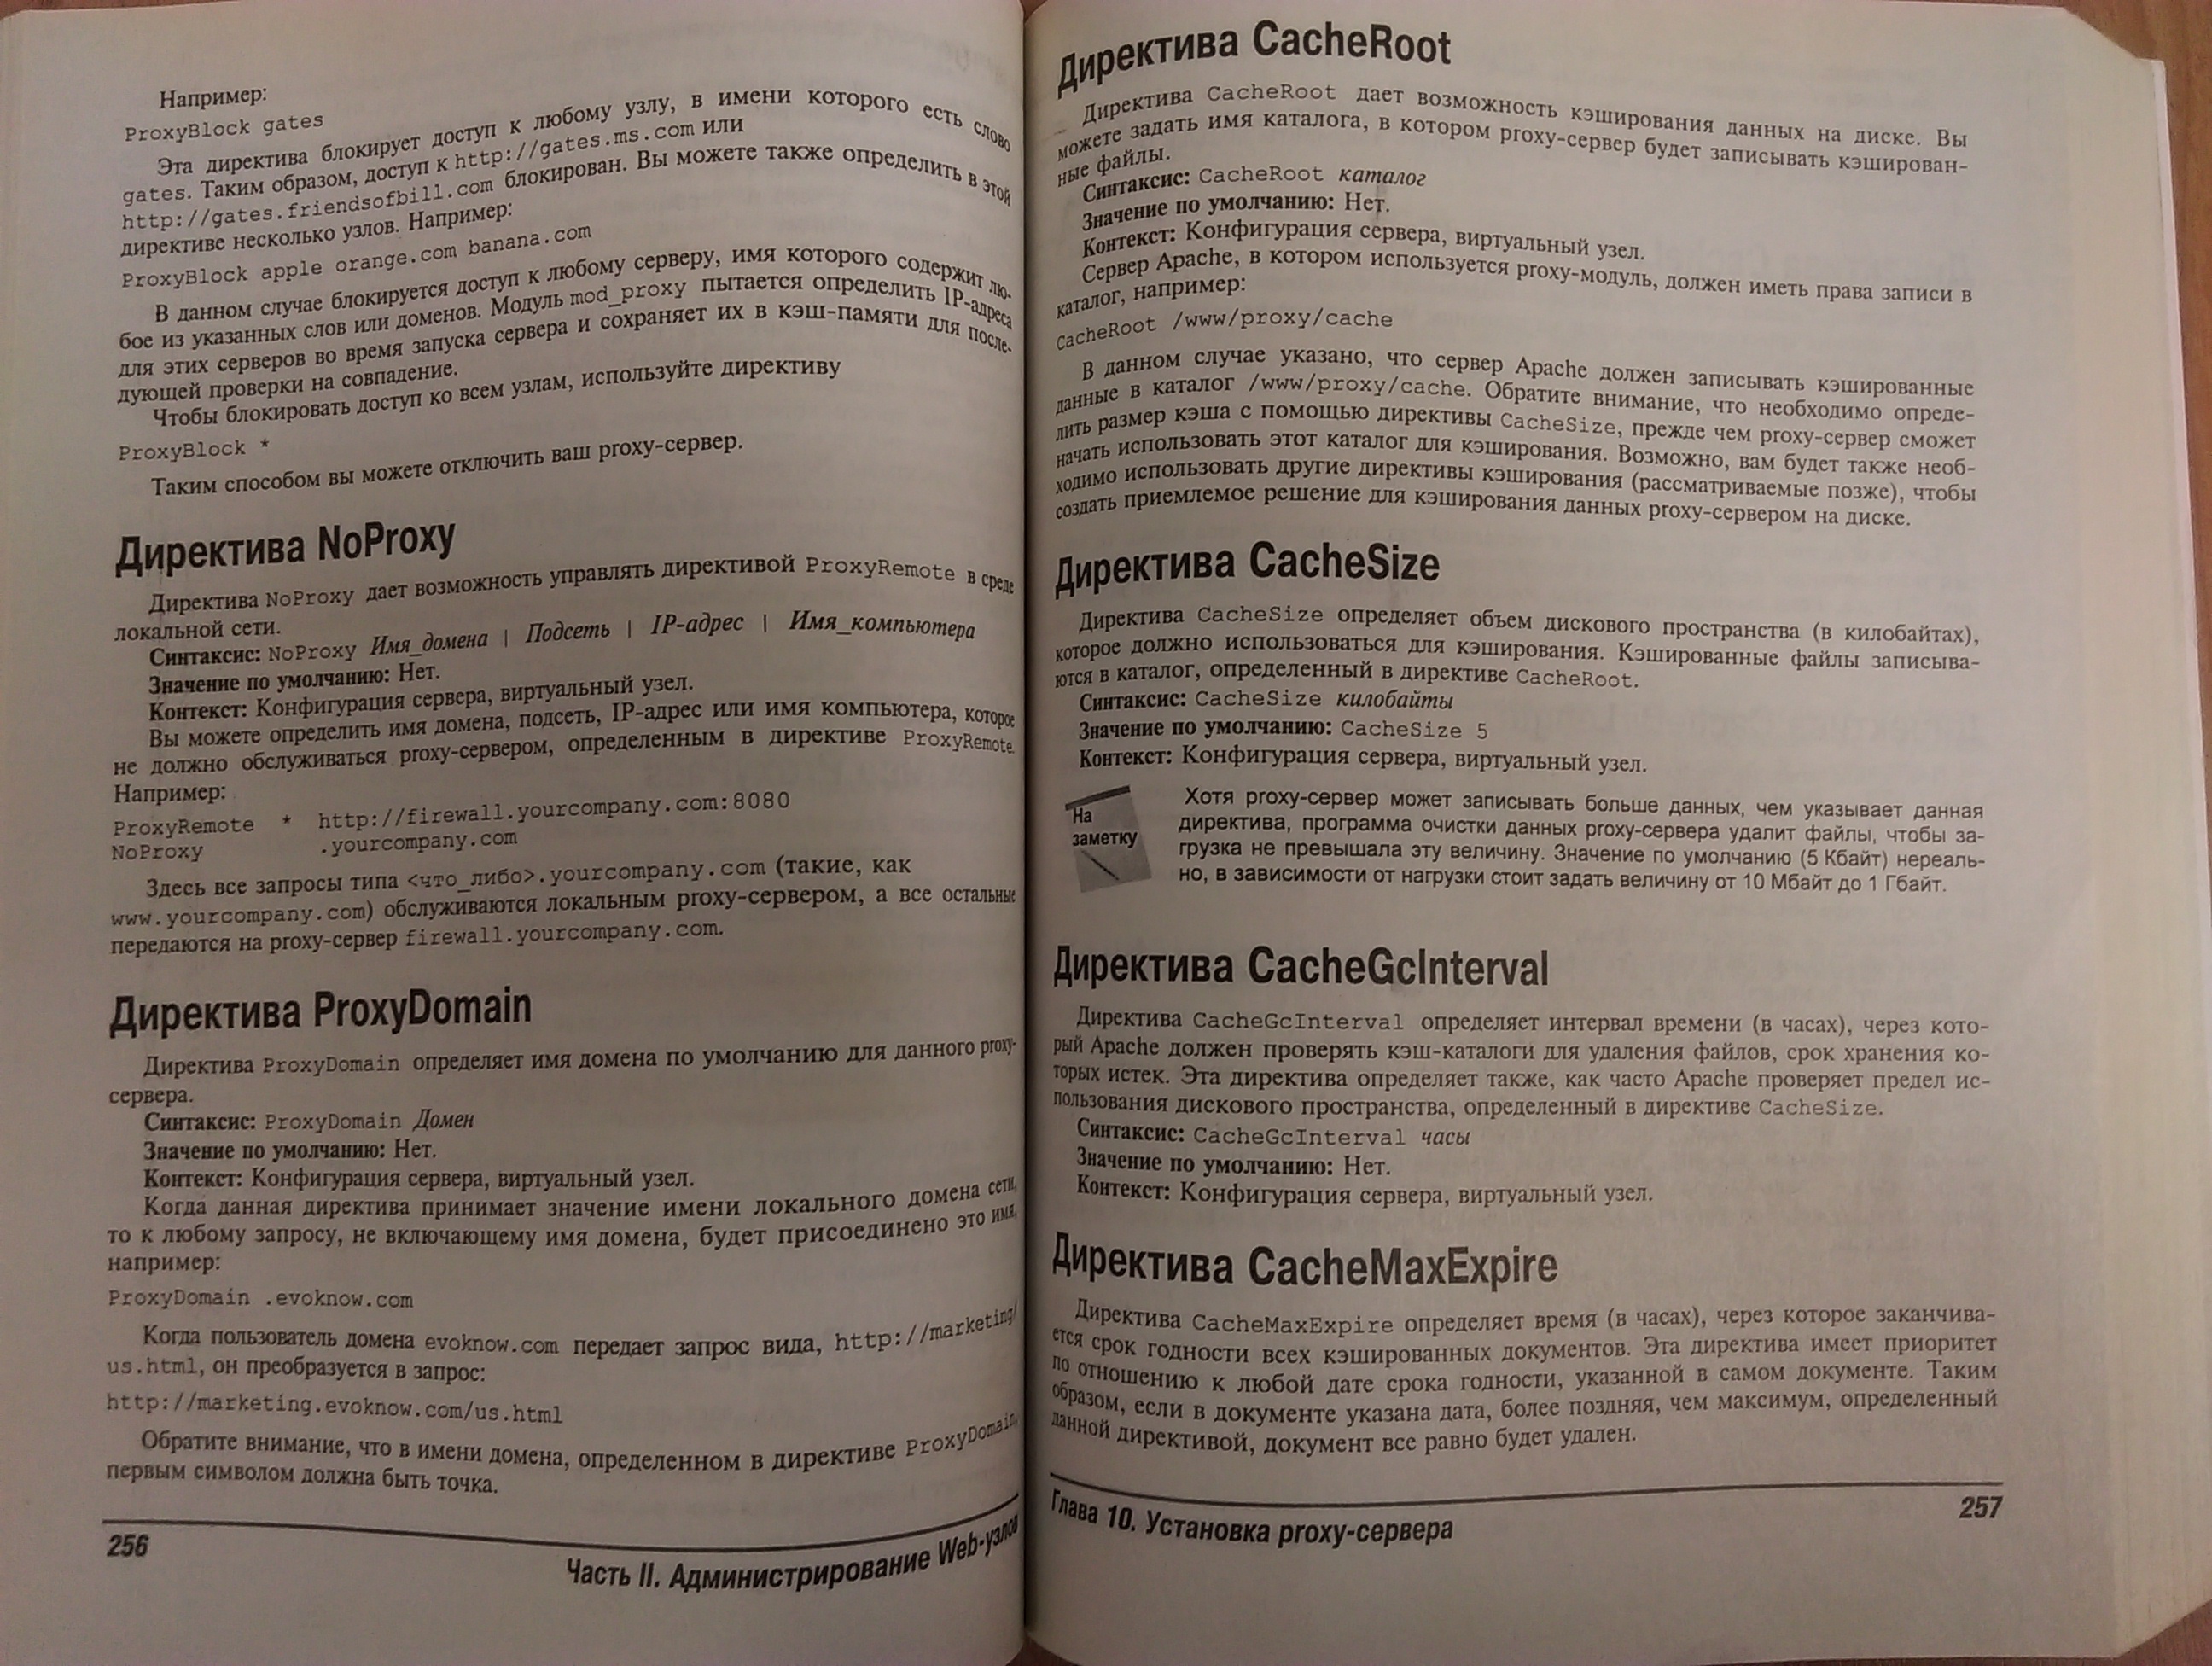 Например:
ProxyBlock gates
Эта директива блокирует доступ к любому узлу, в имени которого есть слово
gates. Таким образом, доступ к http://gates.ms.com или
http://gates.friendsofbill.com блокирован. Вы можете также определить в этой
директиве несколько узлов. Например:
ProxyBlock apple orange.com banana.com
В данном случае блокируется доступ к любому серверу, имя которого содержит лю-
бое из указанных слов или доменов. Модуль mod_proxy пытается определить IP-адреса
для этих серверов во время запуска сервера и сохраняет их в кэш-памяти для после-
дующей проверки на совпадение.
Чтобы блокировать доступ ко всем узлам, используйте директиву
ProxyBlock *
Таким способом вы можете отключить ваш proxy-сервер.
Директива NoProxy
Директива NoProxy дает возможность управлять директивой ProxyRemote в среде
локальной сети.
Синтаксис: NoProxy Имя_домена | Подсеть | IP-адрес | Имя_компьютера
Значение по умолчанию: Нет.
Контекст: Конфигурация сервера, виртуальный узел.
Вы можете определить имя домена, подсеть, IP-адрес или имя компьютера, которое
не должно обслуживаться proxy-сервером, определенным в директиве ProxyRemote.
Например:
ProxyRemote * http://firewall.yourcompany.com:8080
NoProxy .yourcompany.com
Здесь все запросы типа <что_либо>.yourcompany.com (такие, как
www.yourcompany.com) обслуживаются локальным proxy-сервером, а все остальные
передаются на proxy-сервер firewall.yourcompany.com.
Директива ProxyDomain
Директива ProxyDomain определяет имя домена по умолчанию для данного proxy-
сервера.
Синтаксис: ProxyDomain Домен
Значение по умолчанию: Нет.
Контекст: Конфигурация сервера, виртуальный узел.
Когда данная директива принимает значение имени локального домена сети,
то к любому запросу, не включающему имя домена, будет присоединено это имя,
например:
ProxyDomain .evoknow.com
Когда пользователь домена evoknow.com передает запрос вида, http://marketing/
us.html, он преобразуется в запрос:
http://marketing.evoknow.com/us.html
Обратите внимание, что в имени домена, определенном в директиве ProxyDomain,
первым символом должна быть точка.
256
Часть II. Администрирование Web-узлов
Директива CacheRoot
Директива CacheRoot дает возможность кэширования данных на диске. Вы
можете задать имя каталога, в котором proxy-сервер будет записывать кэширован-
ные файлы.
Синтаксис: CacheRoot каталог
Значение по умолчанию: Нет.
Контекст: Конфигурация сервера, виртуальный узел.
Сервер Apache, в котором используется proxy-модуль, должен иметь права записи в
каталог, например:
CacheRoot /www/proxy/cache
В данном случае указано, что сервер Apache должен записывать кэшированные
данные в каталог /www/proxy/cache. Обратите внимание, что необходимо опреде-
лить размер кэша с помощью директивы CacheSize, прежде чем proxy-сервер сможет
начать использовать этот каталог для кэширования. Возможно, вам будет также необ-
ходимо использовать другие директивы кэширования (рассматриваемые позже), чтобы
создать приемлемое решение для кэширования данных proxy-сервером на диске.
Директива CacheSize
Директива CacheSize определяет объем дискового пространства (в килобайтах),
которое должно использоваться для кэширования. Кэшированные файлы записыва-
ются в каталог, определенный в директиве CacheRoot.
Синтаксис: CacheSize килобайты
Значение по умолчанию: CacheSize 5
Контекст: Конфигурация сервера, виртуальный узел.
На
заметку
Хотя proxy-сервер может записывать больше данных, чем указывает данная
директива, программа очистки данных proxy-сервера удалит файлы, чтобы за-
грузка не превышала эту величину. Значение по умолчанию (5 Кбайт) нереаль-
но, в зависимости от нагрузки стоит задать величину от 10 Мбайт до 1 Гбайт.
Директива CacheGcInterval
Директива CacheGcInterval определяет интервал времени (в часах), через кото-
рый Apache должен проверять кэш-каталоги для удаления файлов, срок хранения ко-
торых истек. Эта директива определяет также, как часто Apache проверяет предел ис-
пользования дискового пространства, определенный в директиве CacheSize.
Синтаксис: CacheGcInterval часы
Значение по умолчанию: Нет.
Контекст: Конфигурация сервера, виртуальный узел.
Директива CacheMaxExpire
Директива CacheMaxExpire определяет время (в часах), через которое заканчива-
ется срок годности всех кэшированных документов. Эта директива имеет приоритет
по отношению к любой дате срока годности, указанной в самом документе. Таким
образом, если в документе указана дата, более поздняя, чем максимум, определенный
данной директивой, документ все равно будет удален.
Глава 10. Установка proxy-сервера
257